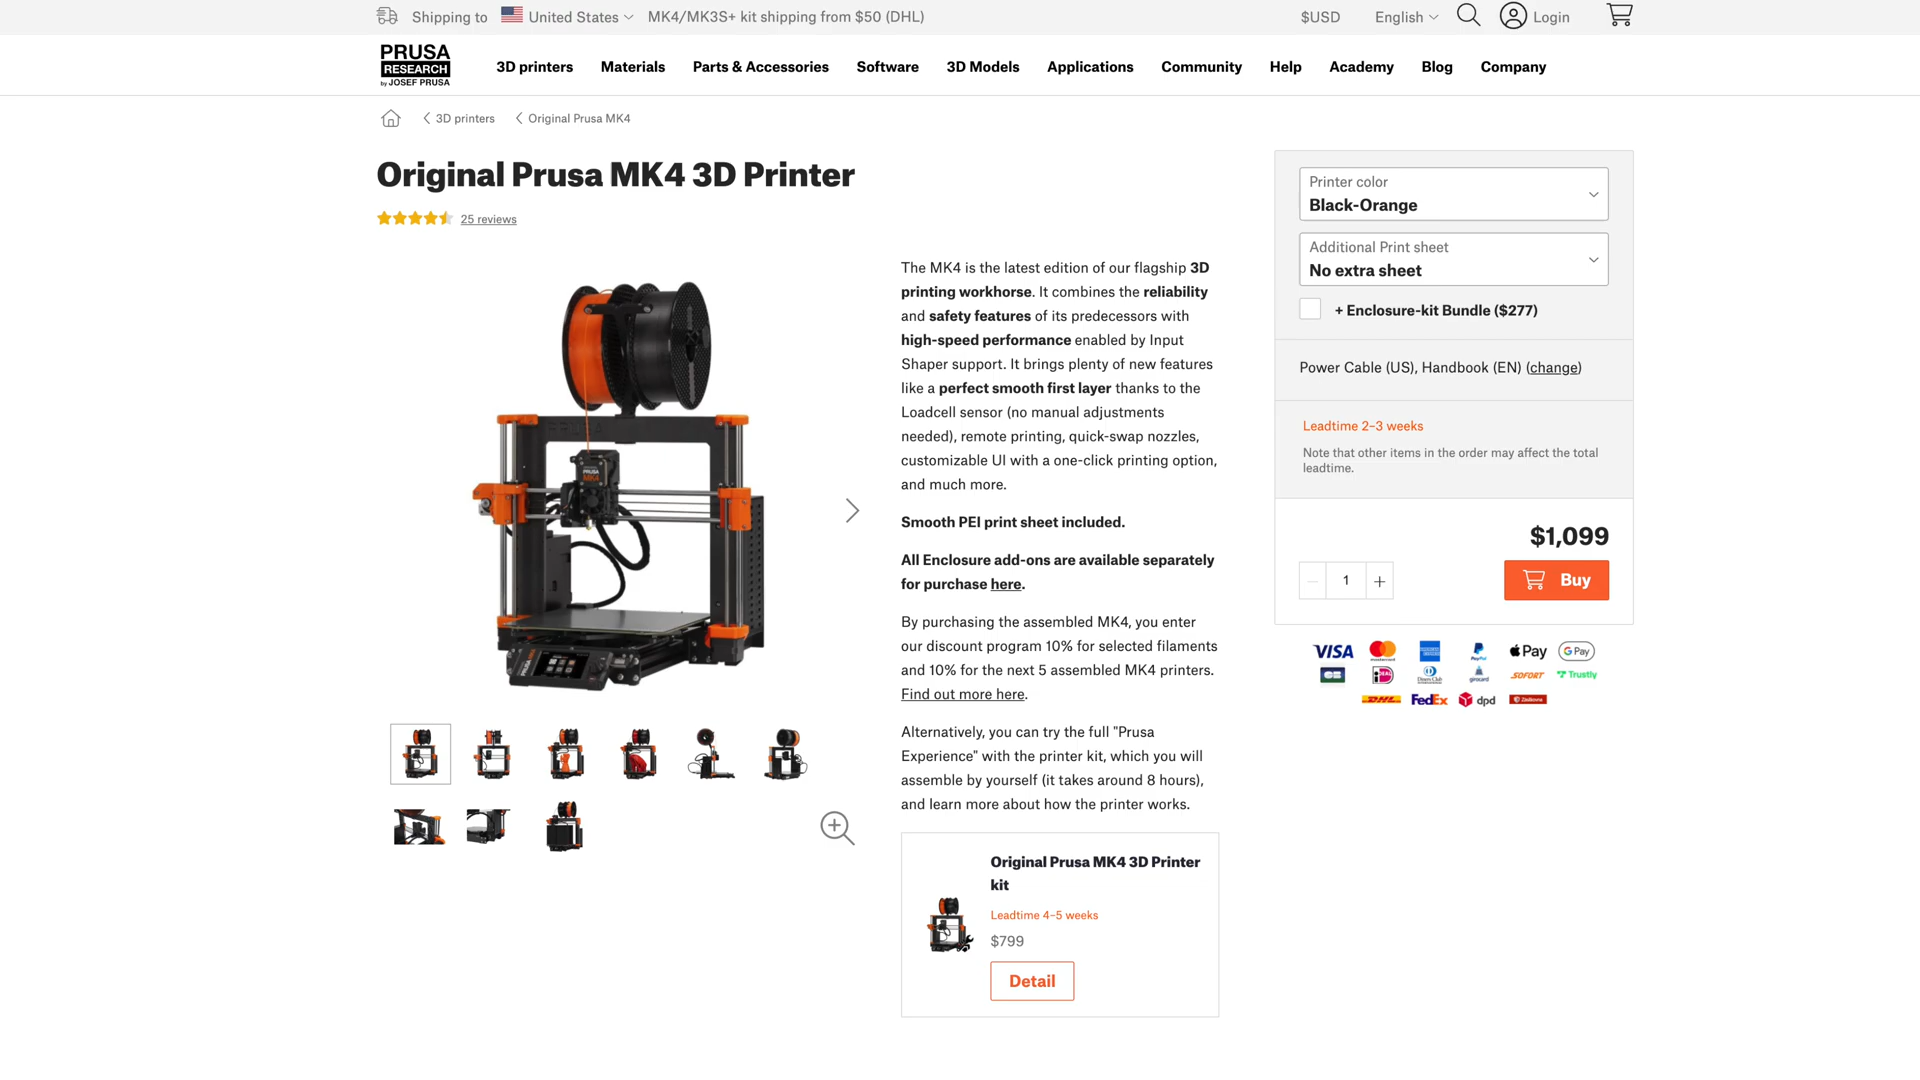 Shipping to United States MK4/MK3S+ kit shipping from $50 (DHL) $USD English Login
PRUSA
RESEARCH
by JOSEF PRUSA
3D printers Materials Parts & Accessories Software 3D Models Applications Community Help Academy Blog Company
3D printers Original Prusa MK4
Original Prusa MK4 3D Printer
25 reviews
The MK4 is the latest edition of our flagship 3D
printing workhorse. It combines the reliability
and safety features of its predecessors with
high-speed performance enabled by Input
Shaper support. It brings plenty of new features
like a perfect smooth first layer thanks to the
Loadcell sensor (no manual adjustments
needed), remote printing, quick-swap nozzles,
customizable UI with a one-click printing option,
and much more.
Smooth PEI print sheet included.
All Enclosure add-ons are available separately
for purchase here.
By purchasing the assembled MK4, you enter
our discount program 10% for selected filaments
and 10% for the next 5 assembled MK4 printers.
Find out more here.
Alternatively, you can try the full "Prusa
Experience" with the printer kit, which you will
assemble by yourself (it takes around 8 hours),
and learn more about how the printer works.
Original Prusa MK4 3D Printer
kit
Leadtime 4–5 weeks
$799
Detail
Printer color
Black-Orange
Additional Print sheet
No extra sheet
+ Enclosure-kit Bundle ($277)
Power Cable (US), Handbook (EN) (change)
Leadtime 2–3 weeks
Note that other items in the order may affect the total
leadtime.
$1,099
1 + Buy
VISA mastercard PayPal Pay G Pay
CB iDEAL Diners Club girocard SOFORT Trustly
DHL FedEx dpd
PRUSA
MK4